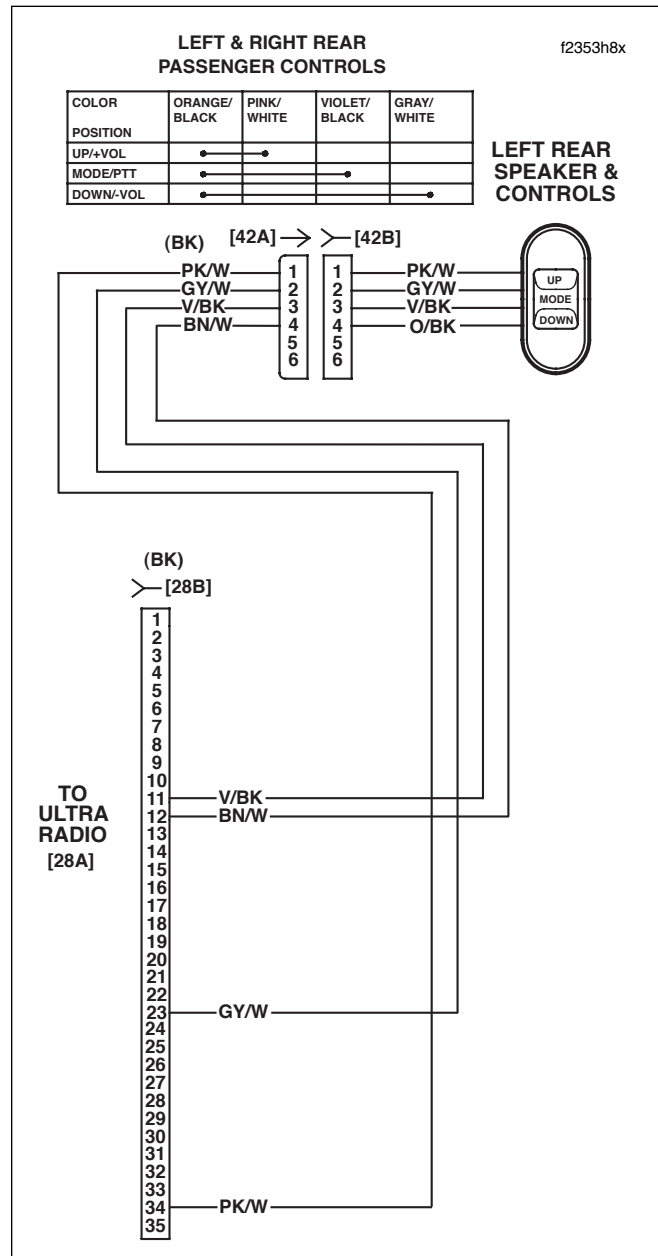 LEFT & RIGHT REAR
PASSENGER CONTROLS
f2353h8x
COLOR
POSITION
ORANGE/
BLACK
PINK/
WHITE
VIOLET/
BLACK
GRAY/
WHITE
UP/+VOL
MODE/PTT
DOWN/-VOL
LEFT REAR
SPEAKER &
CONTROLS
(BK) [42A] [42B]
PK/W 1 1 PK/W
GY/W 2 2 GY/W
V/BK 3 3 V/BK
BN/W 4 4 O/BK
5 5
6 6
UP
MODE
DOWN
(BK)
[28B]
1
2
3
4
5
6
7
8
9
10
11 V/BK
12 BN/W
13
14
15
16
17
18
19
20
21
22
23 GY/W
24
25
26
27
28
29
30
31
32
33
34 PK/W
35
TO
ULTRA
RADIO
[28A]